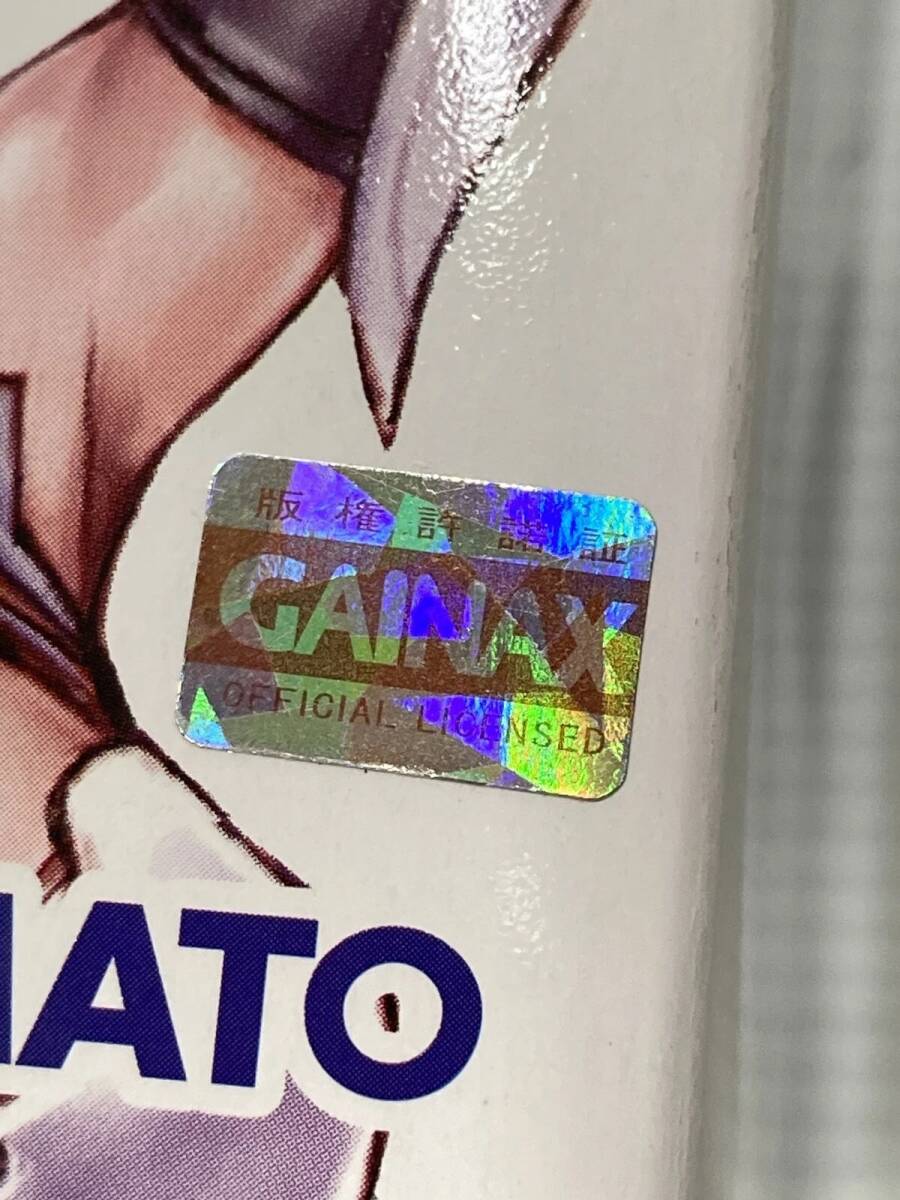 版権許諾証
GAINAX
OFFICIAL LICENSED
MATO